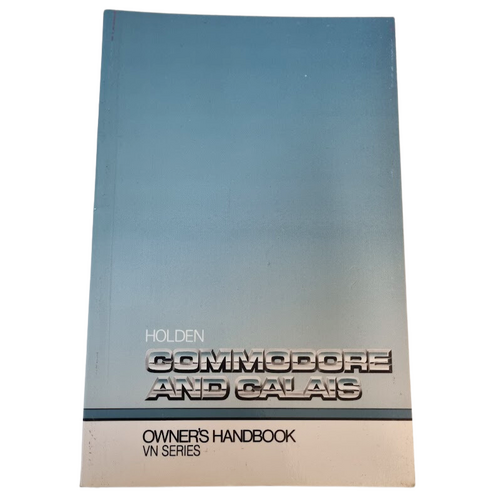 HOLDEN
COMMODORE
AND CALAIS
OWNER'S HANDBOOK
VN SERIES